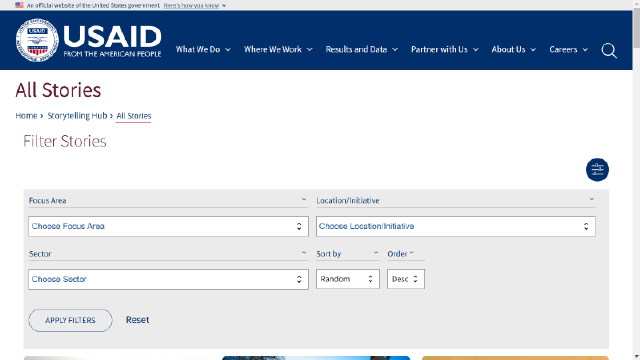 An official website of the United States government Here's how you know
USAID
USAID
FROM THE AMERICAN PEOPLE
What We Do
Where We Work
Results and Data
Partner with Us
About Us
Careers
All Stories
Home › Storytelling Hub › All Stories
Filter Stories
Focus Area
Location/Initiative
Choose Focus Area
Choose Location/Initiative
Sector
Sort by
Order
Choose Sector
Random
Desc
APPLY FILTERS
Reset